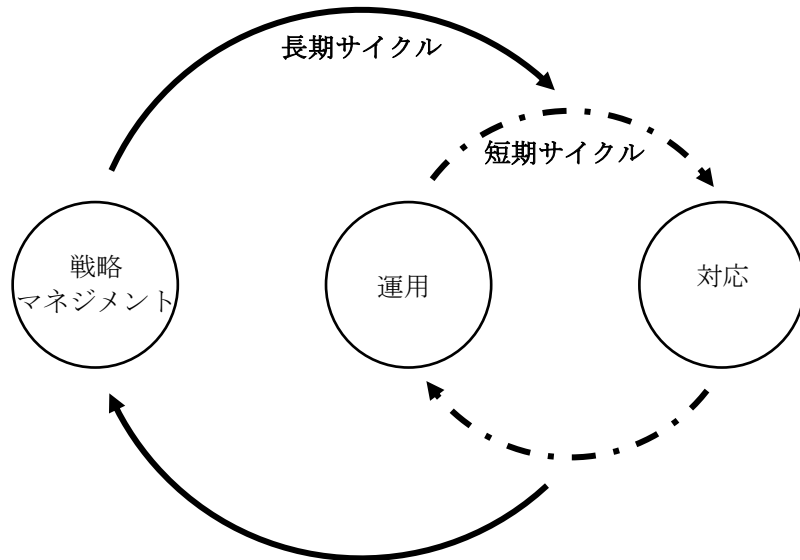 長期サイクル
短期サイクル
戦略
マネジメント
運用
対応